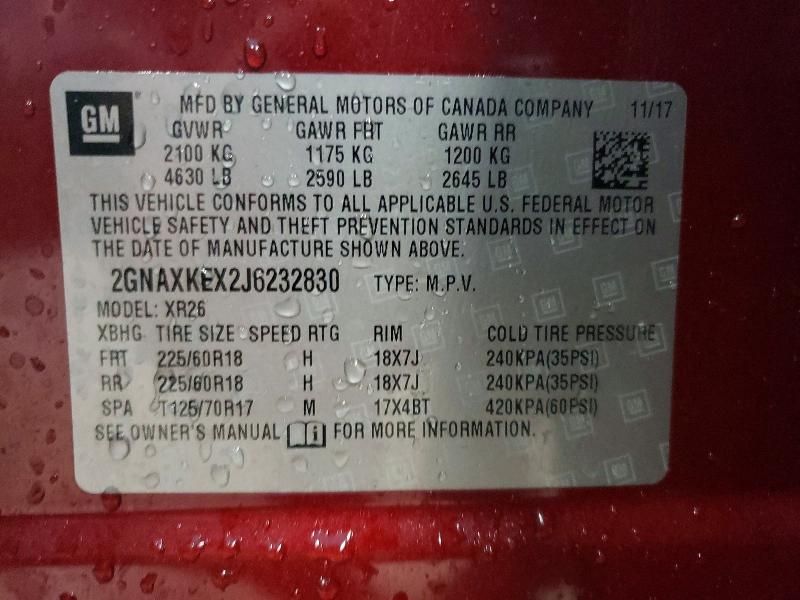 GM MFD BY GENERAL MOTORS OF CANADA COMPANY 11/17
GVWR GAWR FRT GAWR RR
2100 KG 1175 KG 1200 KG
4630 LB 2590 LB 2645 LB
THIS VEHICLE CONFORMS TO ALL APPLICABLE U.S. FEDERAL MOTOR
VEHICLE SAFETY AND THEFT PREVENTION STANDARDS IN EFFECT ON
THE DATE OF MANUFACTURE SHOWN ABOVE.
2GNAXKEX2J6232830 TYPE: M.P.V.
MODEL: XR26
XBHG TIRE SIZE SPEED RTG RIM COLD TIRE PRESSURE
FRT 225/60R18 H 18X7J 240KPA(35PSI)
RR 225/60R18 H 18X7J 240KPA(35PSI)
SPA T125/70R17 M 17X4BT 420KPA(60PSI)
SEE OWNER'S MANUAL i FOR MORE INFORMATION.